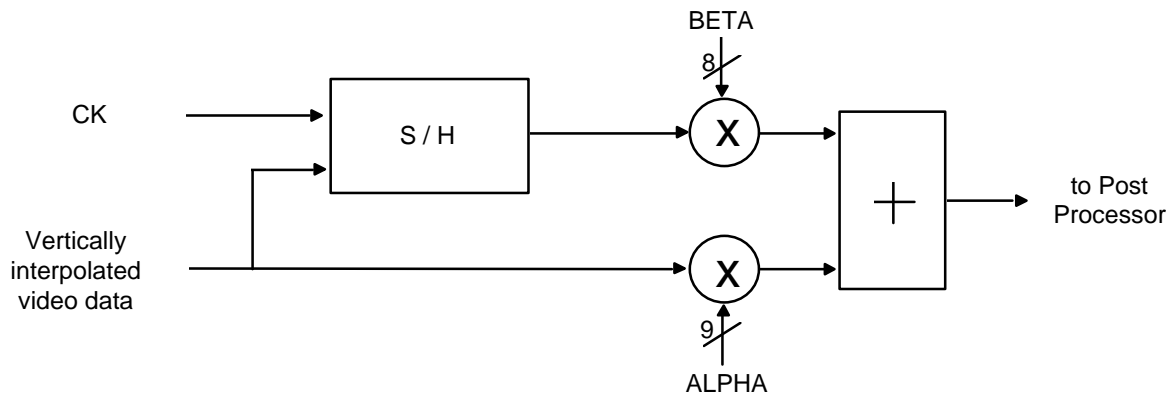 BETA
8
CK
S / H
X
+
to Post
Processor
Vertically
interpolated
video data
X
9
ALPHA